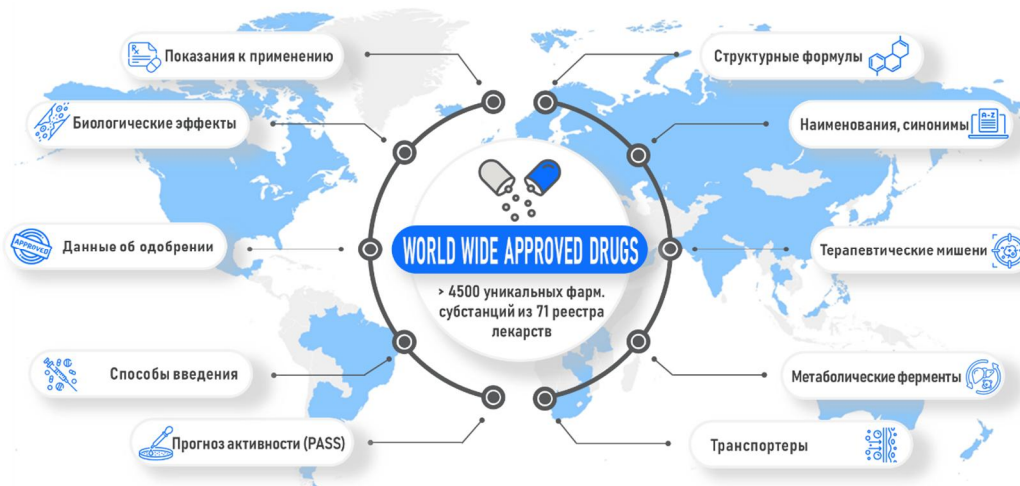 Показания к применению
Биологические эффекты
Данные об одобрении
Способы введения
Прогноз активности (PASS)
WORLD WIDE APPROVED DRUGS
> 4500 уникальных фарм.
субстанций из 71 реестра
лекарств
Структурные формулы
Наименования, синонимы
Терапевтические мишени
Метаболические ферменты
Транспортеры
Rx
APPROVED
A-Z